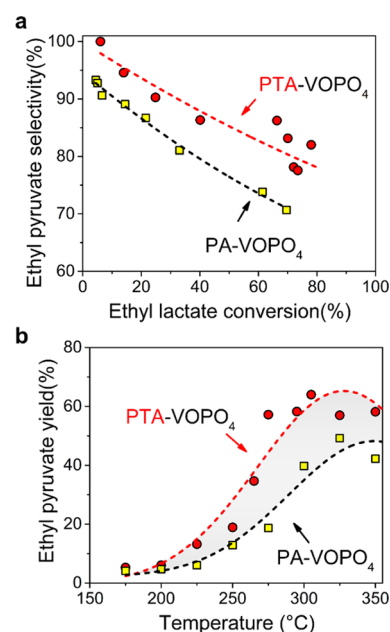 a
Ethyl pyruvate selectivity(%)
100
90
80
70
60
PTA-VOPO4
PA-VOPO4
0 20 40 60 80 100
Ethyl lactate conversion(%)
b
Ethyl pyruvate yield(%)
80
60
40
20
0
PTA-VOPO4
PA-VOPO4
150 200 250 300 350
Temperature (°C)